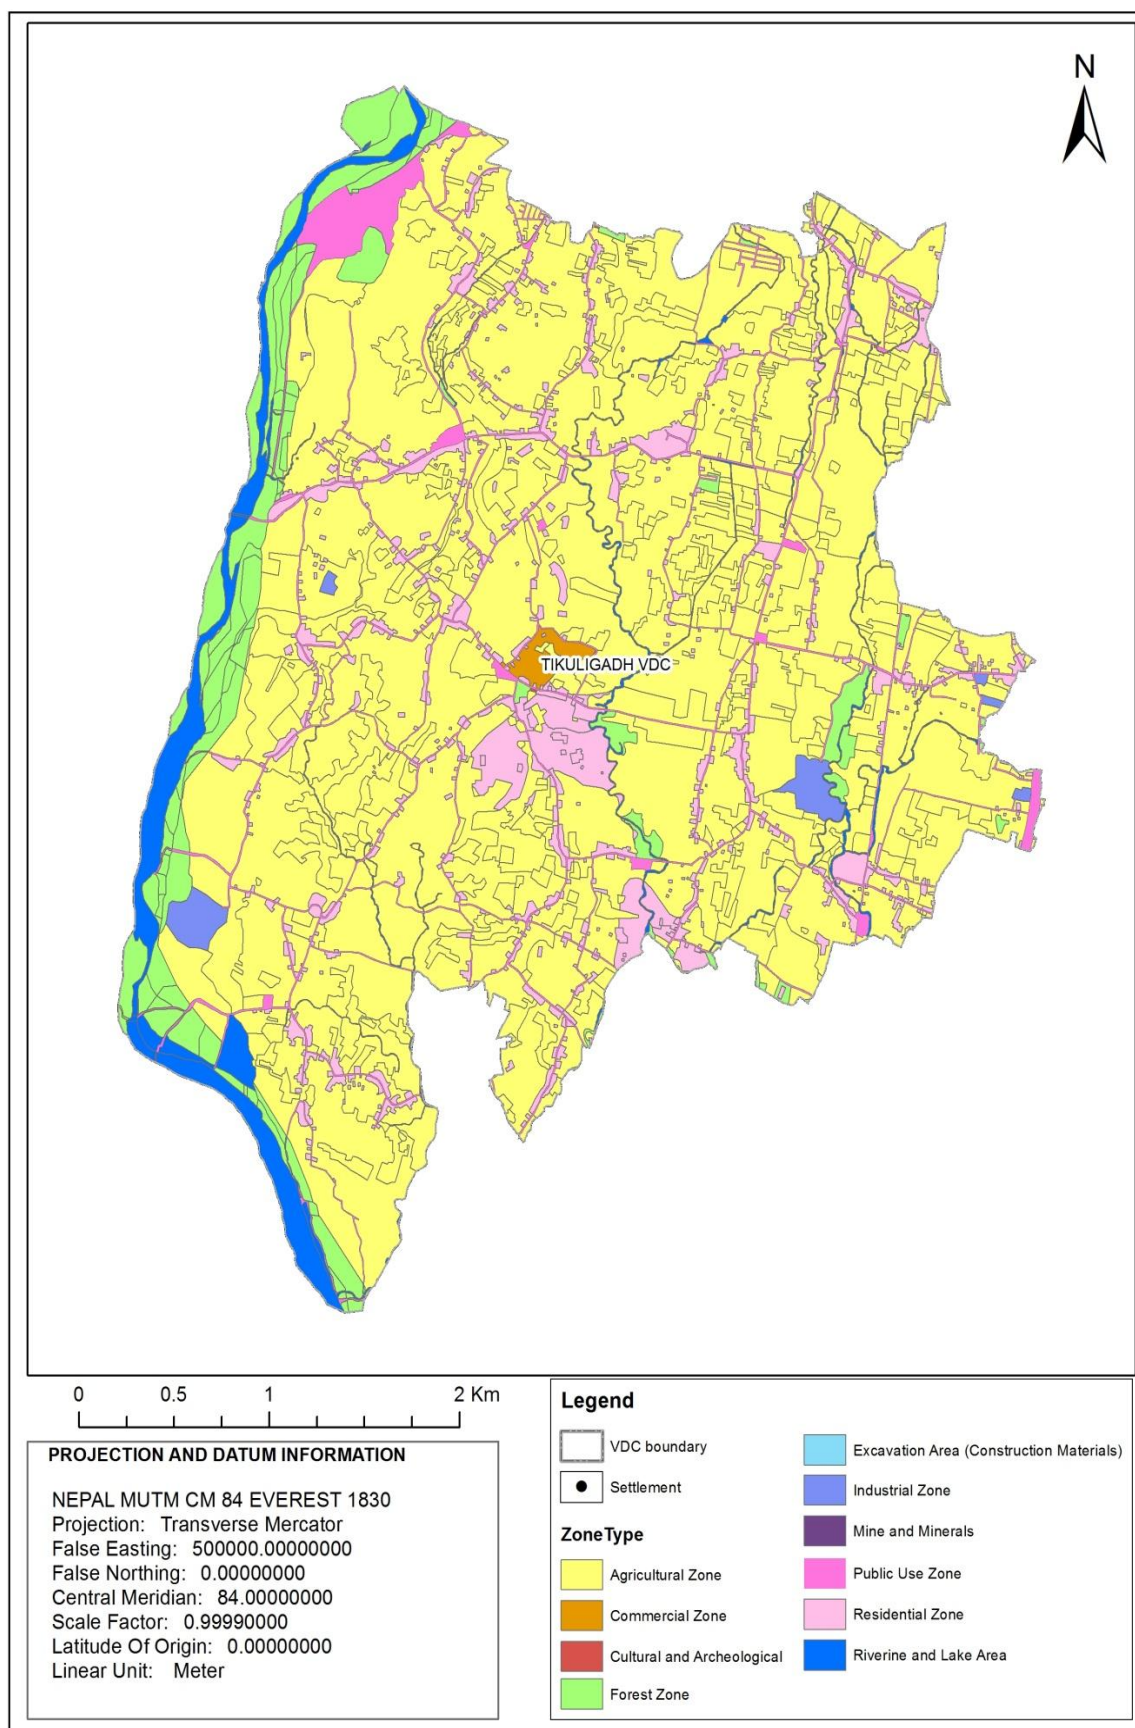 N
TIKULIGADH VDC
0 0.5 1 2 Km
PROJECTION AND DATUM INFORMATION
NEPAL MUTM CM 84 EVEREST 1830
Projection: Transverse Mercator
False Easting: 500000.00000000
False Northing: 0.00000000
Central Meridian: 84.00000000
Scale Factor: 0.99990000
Latitude Of Origin: 0.00000000
Linear Unit: Meter
Legend
VDC boundary
Settlement
ZoneType
Agricultural Zone
Commercial Zone
Cultural and Archeological
Forest Zone
Excavation Area (Construction Materials)
Industrial Zone
Mine and Minerals
Public Use Zone
Residential Zone
Riverine and Lake Area